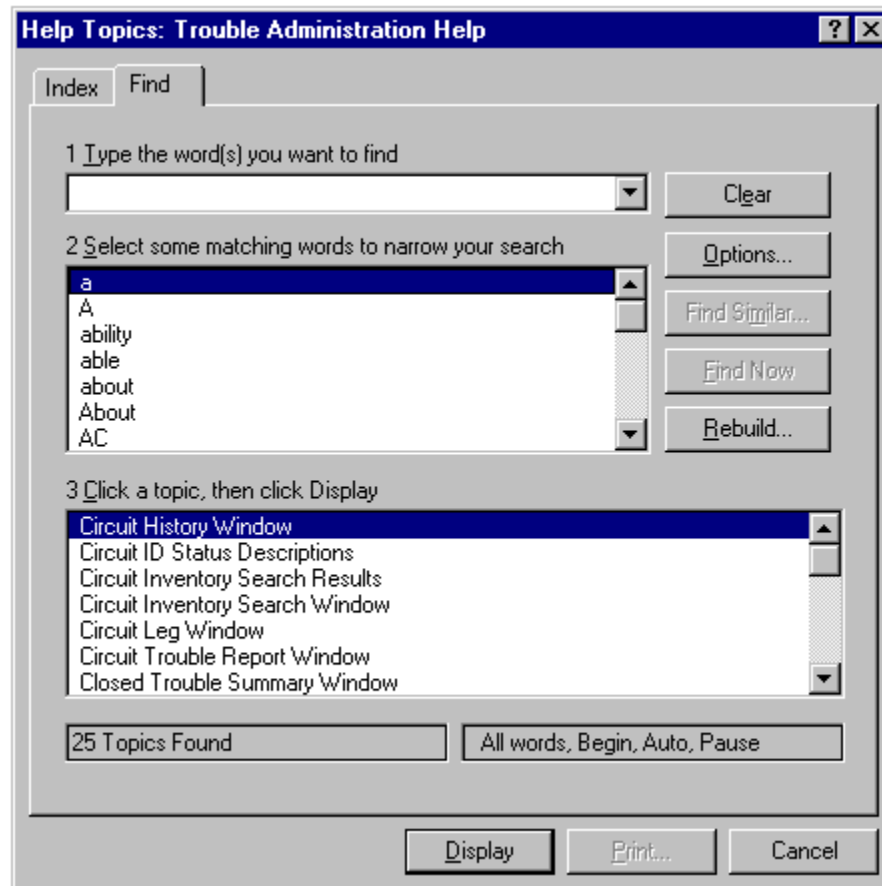 Help Topics: Trouble Administration Help
Index
Find
1 Type the word(s) you want to find
Clear
2 Select some matching words to narrow your search
Options...
a
A
ability
able
about
About
AC
Find Similar...
Find Now
Rebuild...
3 Click a topic, then click Display
Circuit History Window
Circuit ID Status Descriptions
Circuit Inventory Search Results
Circuit Inventory Search Window
Circuit Leg Window
Circuit Trouble Report Window
Closed Trouble Summary Window
25 Topics Found
All words, Begin, Auto, Pause
Display
Print...
Cancel